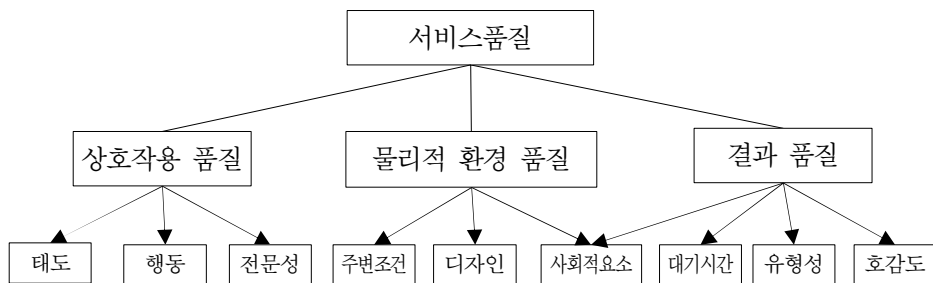 서비스품질
상호작용 품질
물리적 환경 품질
결과 품질
태도
행동
전문성
주변조건
디자인
사회적요소
대기시간
유형성
호감도